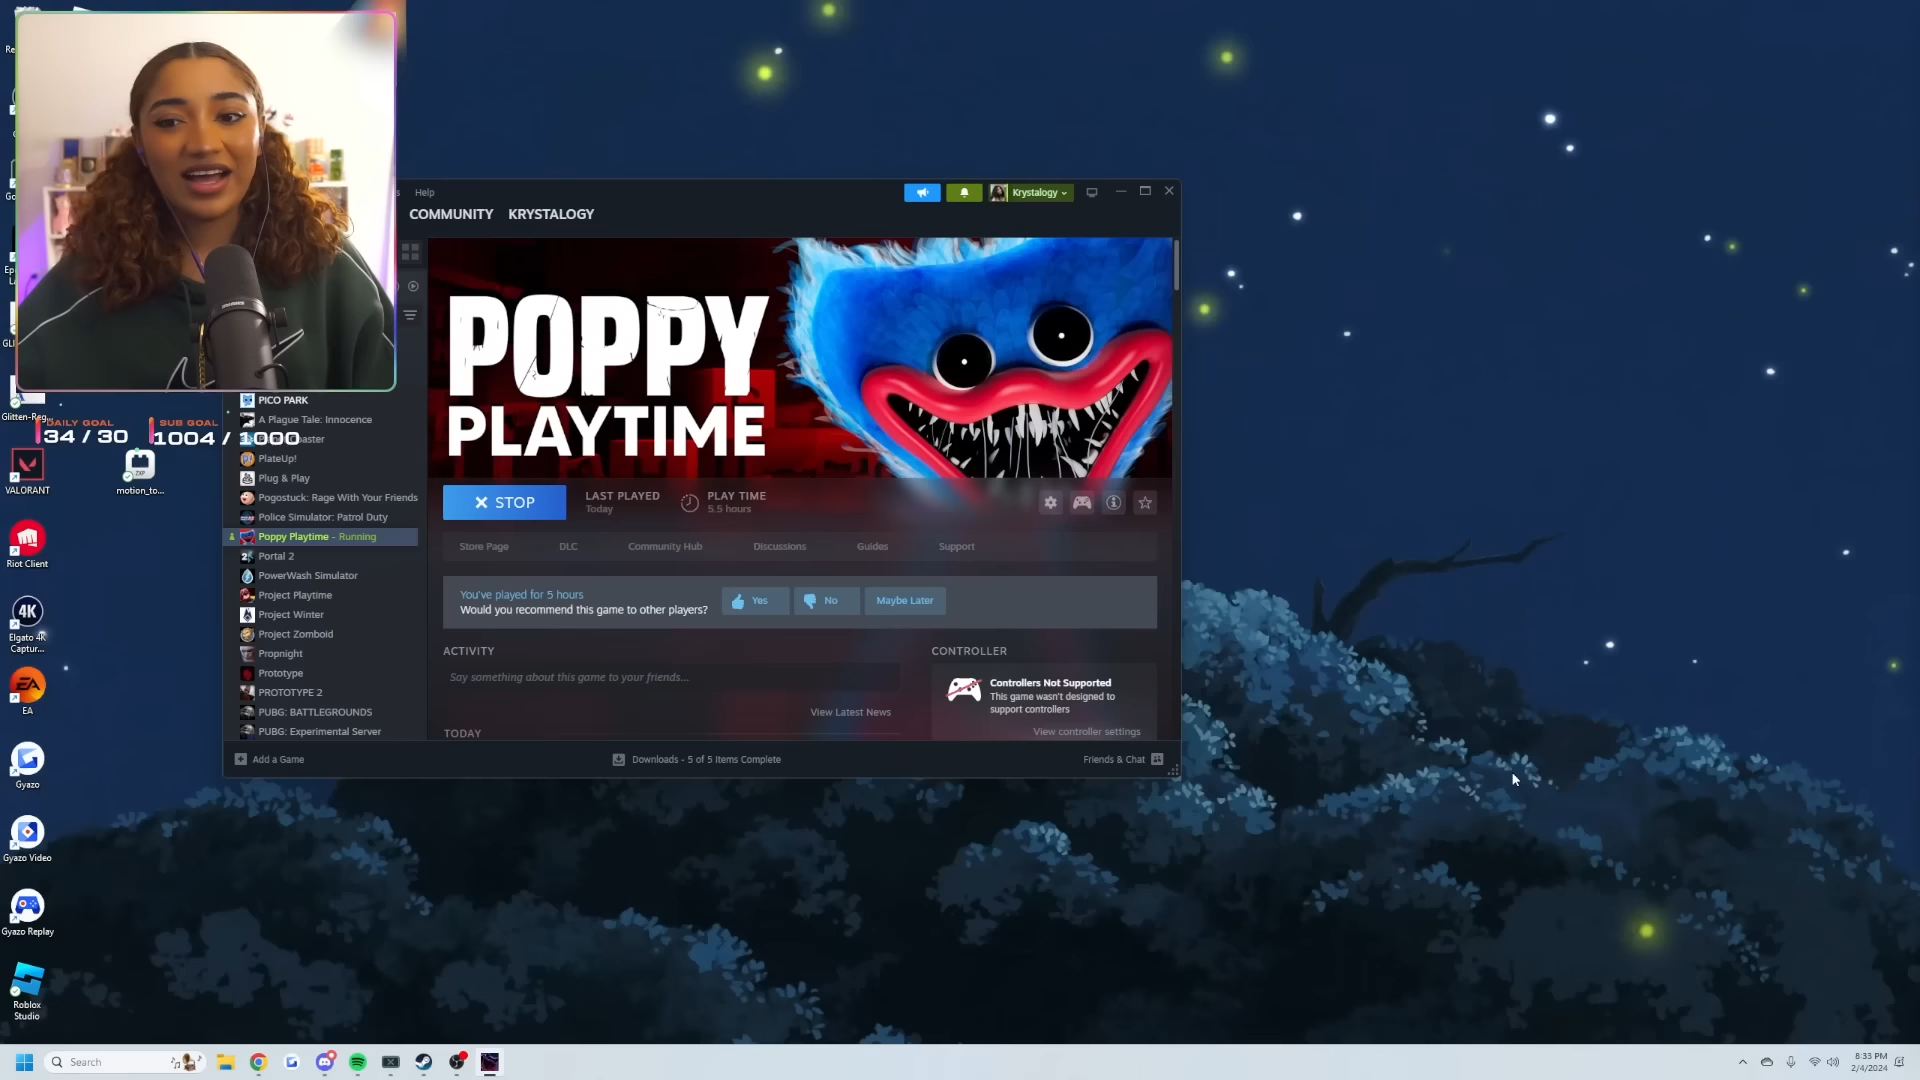 Help
Krystalogy
COMMUNITY KRYSTALOGY
POPPY
PLAYTIME
STOP
LAST PLAYED
Today
PLAY TIME
5.5 hours
Store Page DLC Community Hub Discussions Guides Support
You've played for 5 hours
Would you recommend this game to other players?
Yes No Maybe Later
ACTIVITY
Say something about this game to your friends...
View Latest News
TODAY
CONTROLLER
Controllers Not Supported
This game wasn't designed to
support controllers
View controller settings
PICO PARK
A Plague Tale: Innocence
PlateUp!
Plug & Play
Pogostuck: Rage With Your Friends
Police Simulator: Patrol Duty
Poppy Playtime - Running
Portal 2
PowerWash Simulator
Project Playtime
Project Winter
Project Zomboid
Propnight
Prototype
PROTOTYPE 2
PUBG: BATTLEGROUNDS
PUBG: Experimental Server
Add a Game
Downloads - 5 of 5 Items Complete
Friends & Chat
DAILY GOAL
34 / 30
SUB GOAL
1004 / 1000
Glitten-Reg...
VALORANT
motion_to...
Riot Client
4K
Elgato 4K
Captur...
EA
EA
Gyazo
Gyazo Video
Gyazo Replay
Roblox
Studio
Search
8:33 PM
2/4/2024